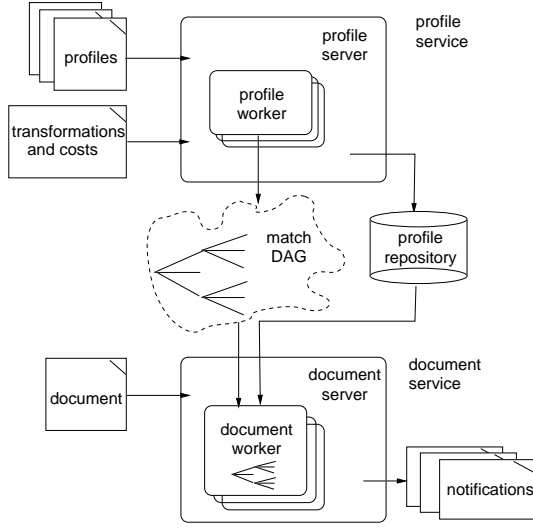 profile
server
profile
service
profiles
profile
worker
transformations
and costs
match
DAG
profile
repository
document
server
document
service
document
document
worker
notifications